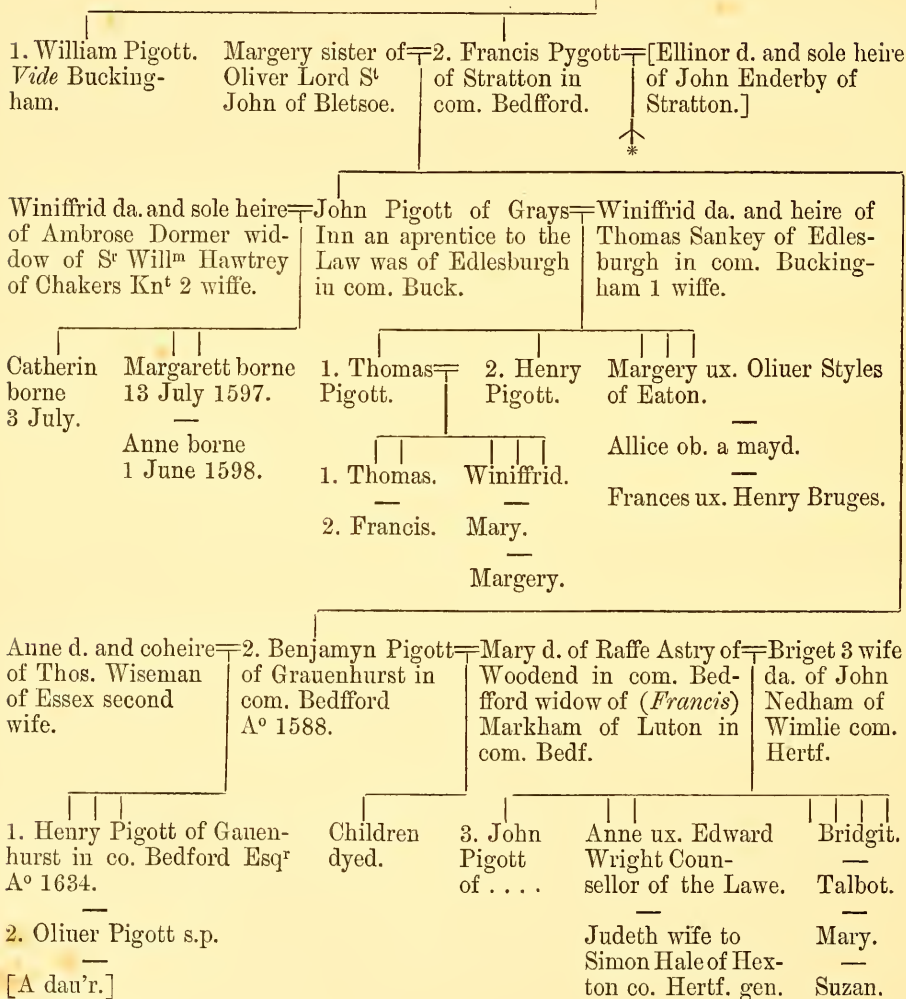 1. William Pigott.
Vide Bucking-
ham.
Margery sister of
Oliver Lord Sᵗ
John of Bletsoe.
2. Francis Pygott
of Stratton in
com. Bedfford.
[Ellinor d. and sole heire
of John Enderby of
Stratton.]
*
Winiffrid da. and sole heire
of Ambrose Dormer wid-
dow of Sʳ Willᵐ Hawtrey
of Chakers Knᵗ 2 wiffe.
John Pigott of Grays
Inn an aprentice to the
Law was of Edlesburgh
in com. Buck.
Winiffrid da. and heire of
Thomas Sankey of Edles-
burgh in com. Bucking-
ham 1 wiffe.
Catherin
borne
3 July.
Margarett borne
13 July 1597.
—
Anne borne
1 June 1598.
1. Thomas
Pigott.
2. Henry
Pigott.
Margery ux. Oliuer Styles
of Eaton.
—
Allice ob. a mayd.
—
Frances ux. Henry Bruges.
1. Thomas.
—
2. Francis.
Winiffrid.
—
Mary.
—
Margery.
Anne d. and coheire
of Thos. Wiseman
of Essex second
wife.
2. Benjamyn Pigott
of Grauenhurst in
com. Bedfford
Aº 1588.
Mary d. of Raffe Astry of
Woodend in com. Bed-
fford widow of (Francis)
Markham of Luton in
com. Bedf.
Briget 3 wife
da. of John
Nedham of
Wimlie com.
Hertf.
1. Henry Pigott of Gauen-
hurst in co. Bedford Esqʳ
Aº 1634.
—
2. Oliuer Pigott s.p.
—
[A dau'r.]
Children
dyed.
3. John
Pigott
of . . . .
Anne ux. Edward
Wright Coun-
sellor of the Lawe.
—
Judeth wife to
Simon Hale of Hex-
ton co. Hertf. gen.
Bridgit.
—
Talbot.
—
Mary.
—
Suzan.